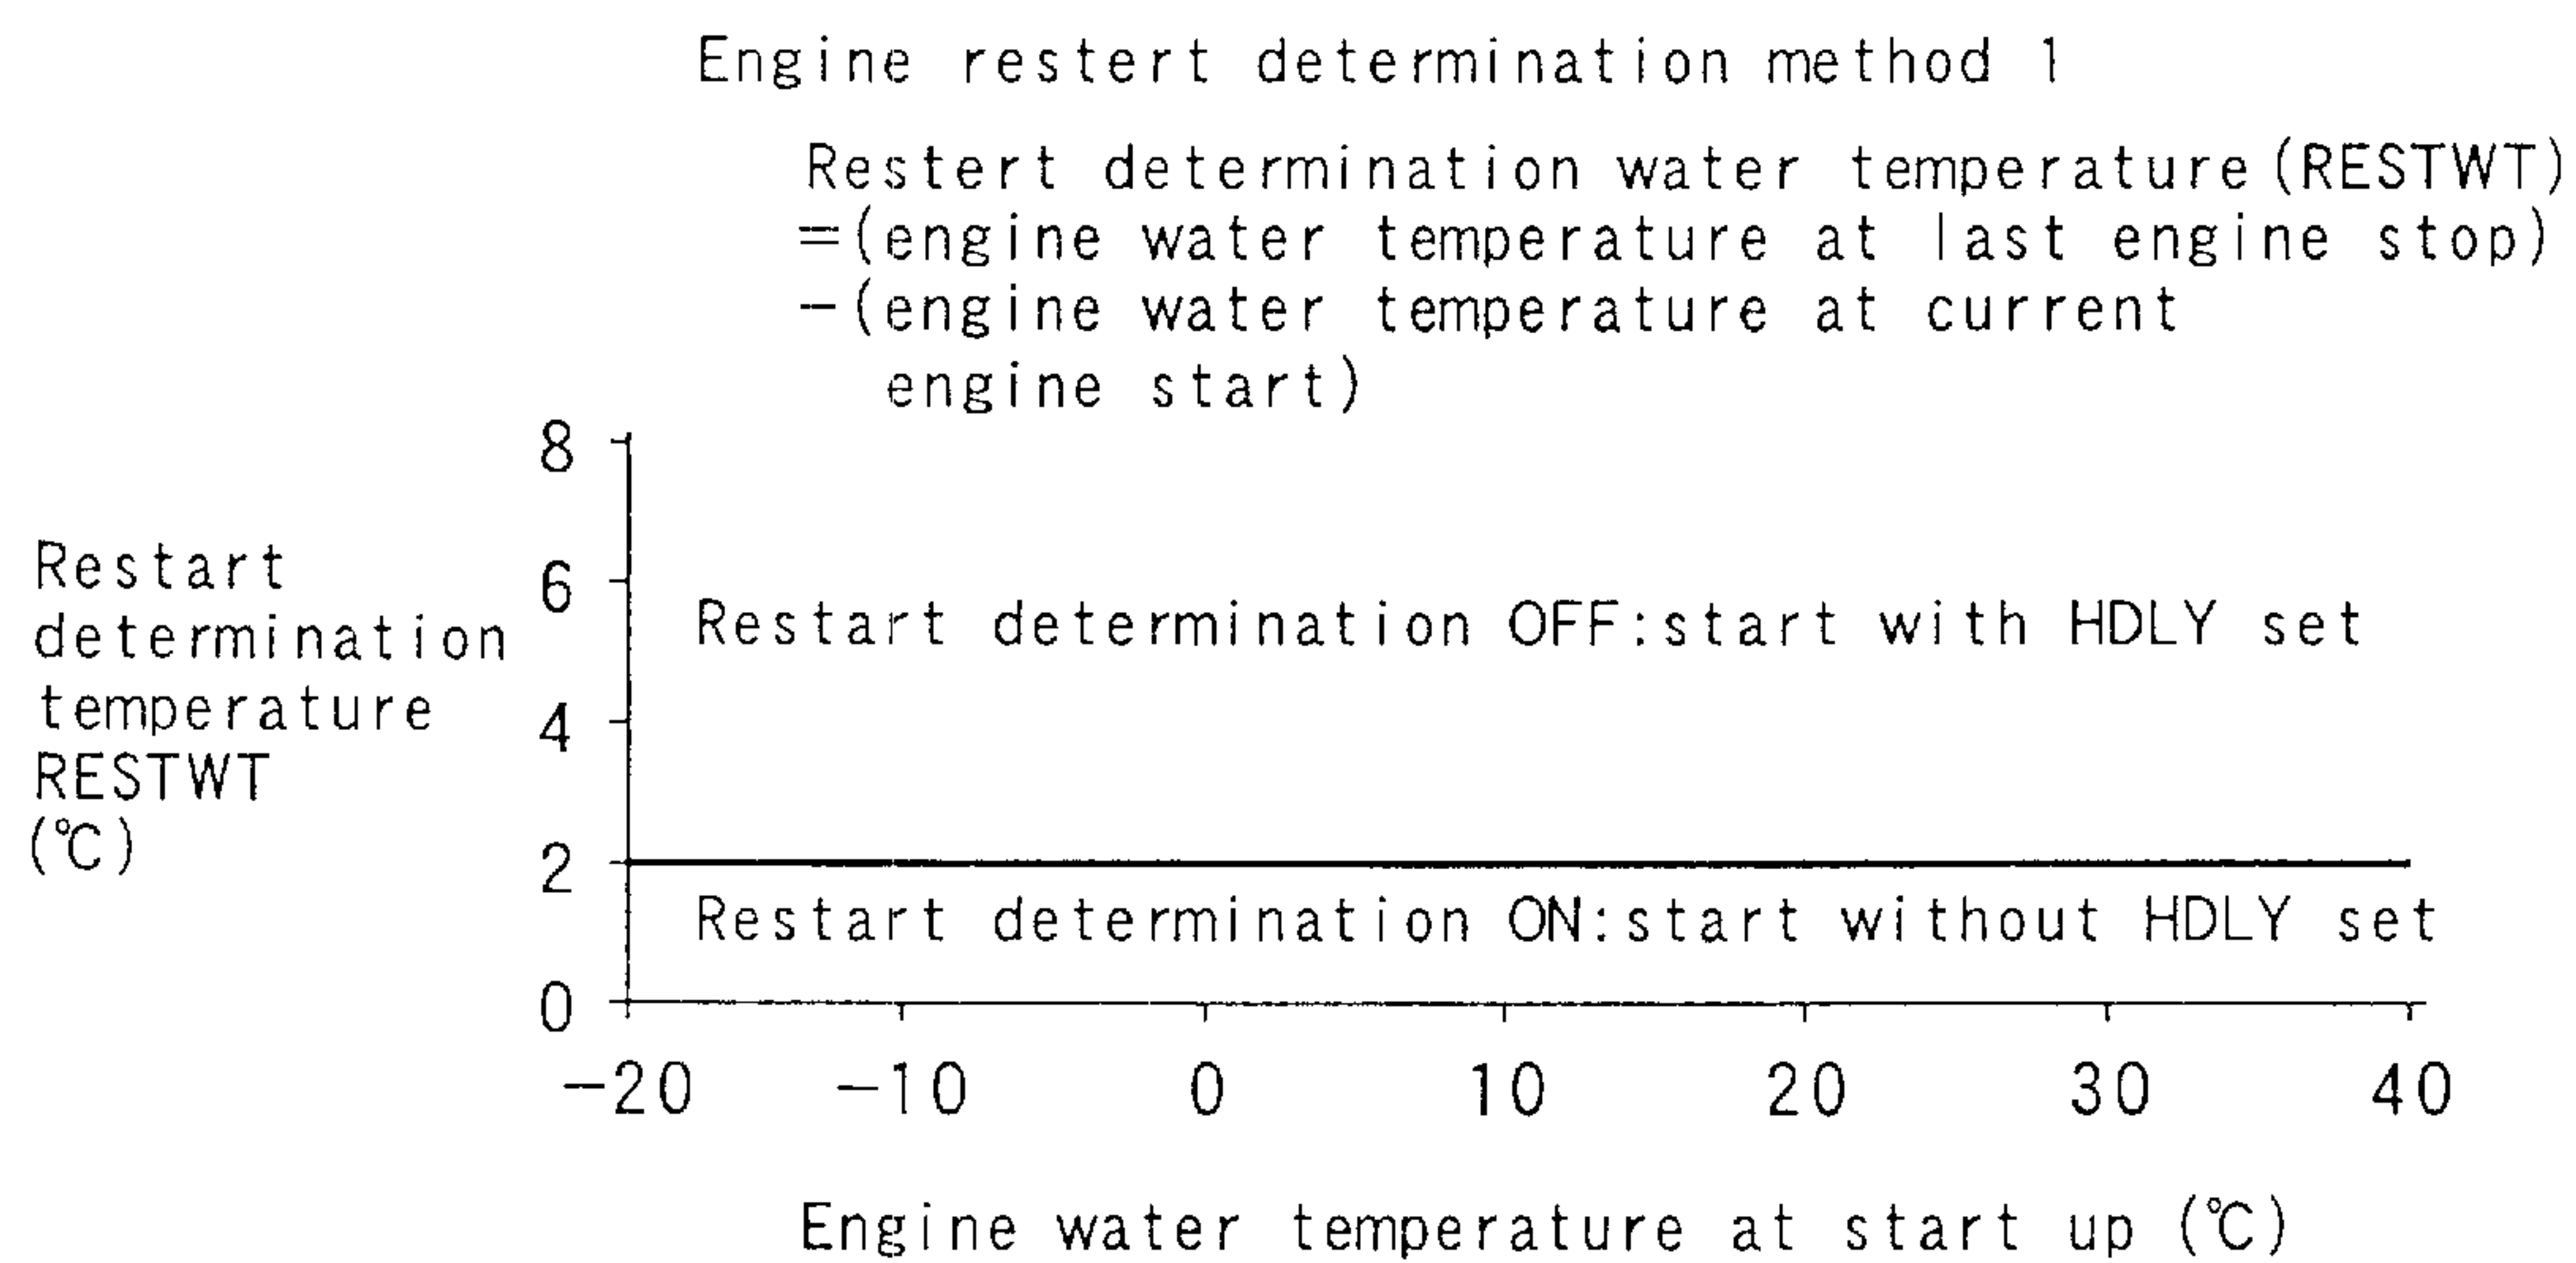 Engine restert determination method 1
Restert determination water temperature(RESTWT)
=(engine water temperature at last engine stop)
−(engine water temperature at current
engine start)
8
6
4
2
0
Restart
determination
temperature
RESTWT
(℃)
Restart determination OFF:start with HDLY set
Restart determination ON:start without HDLY set
−20 −10 0 10 20 30 40
Engine water temperature at start up (℃)